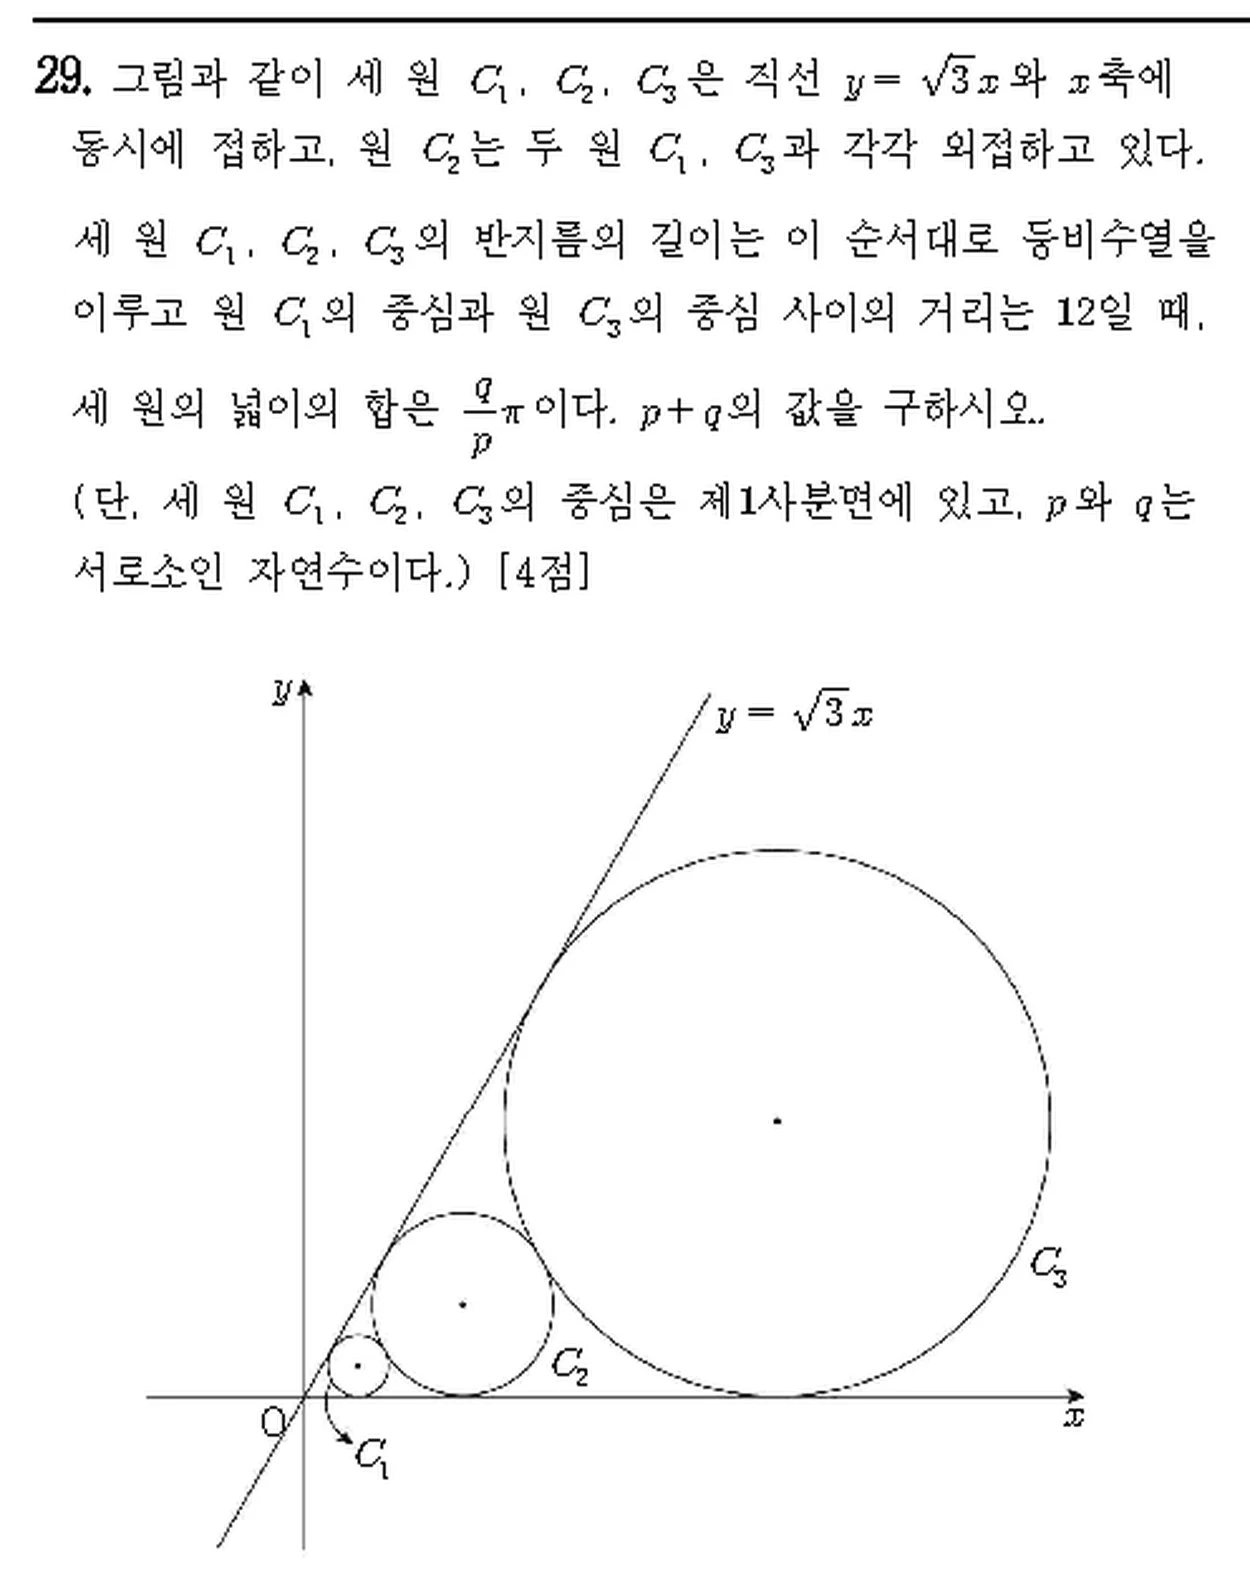 29. 그림과 같이 세 원 C₁, C₂, C₃은 직선 y = √3x와 x축에
동시에 접하고, 원 C₂는 두 원 C₁, C₃과 각각 외접하고 있다.
세 원 C₁, C₂, C₃의 반지름의 길이는 이 순서대로 등비수열을
이루고 원 C₁의 중심과 원 C₃의 중심 사이의 거리는 12일 때,
세 원의 넓이의 합은 q/p π이다. p+q의 값을 구하시오..
(단, 세 원 C₁, C₂, C₃의 중심은 제1사분면에 있고, p와 q는
서로소인 자연수이다.) [4점]
y
y = √3x
C₃
C₂
O
x
C₁